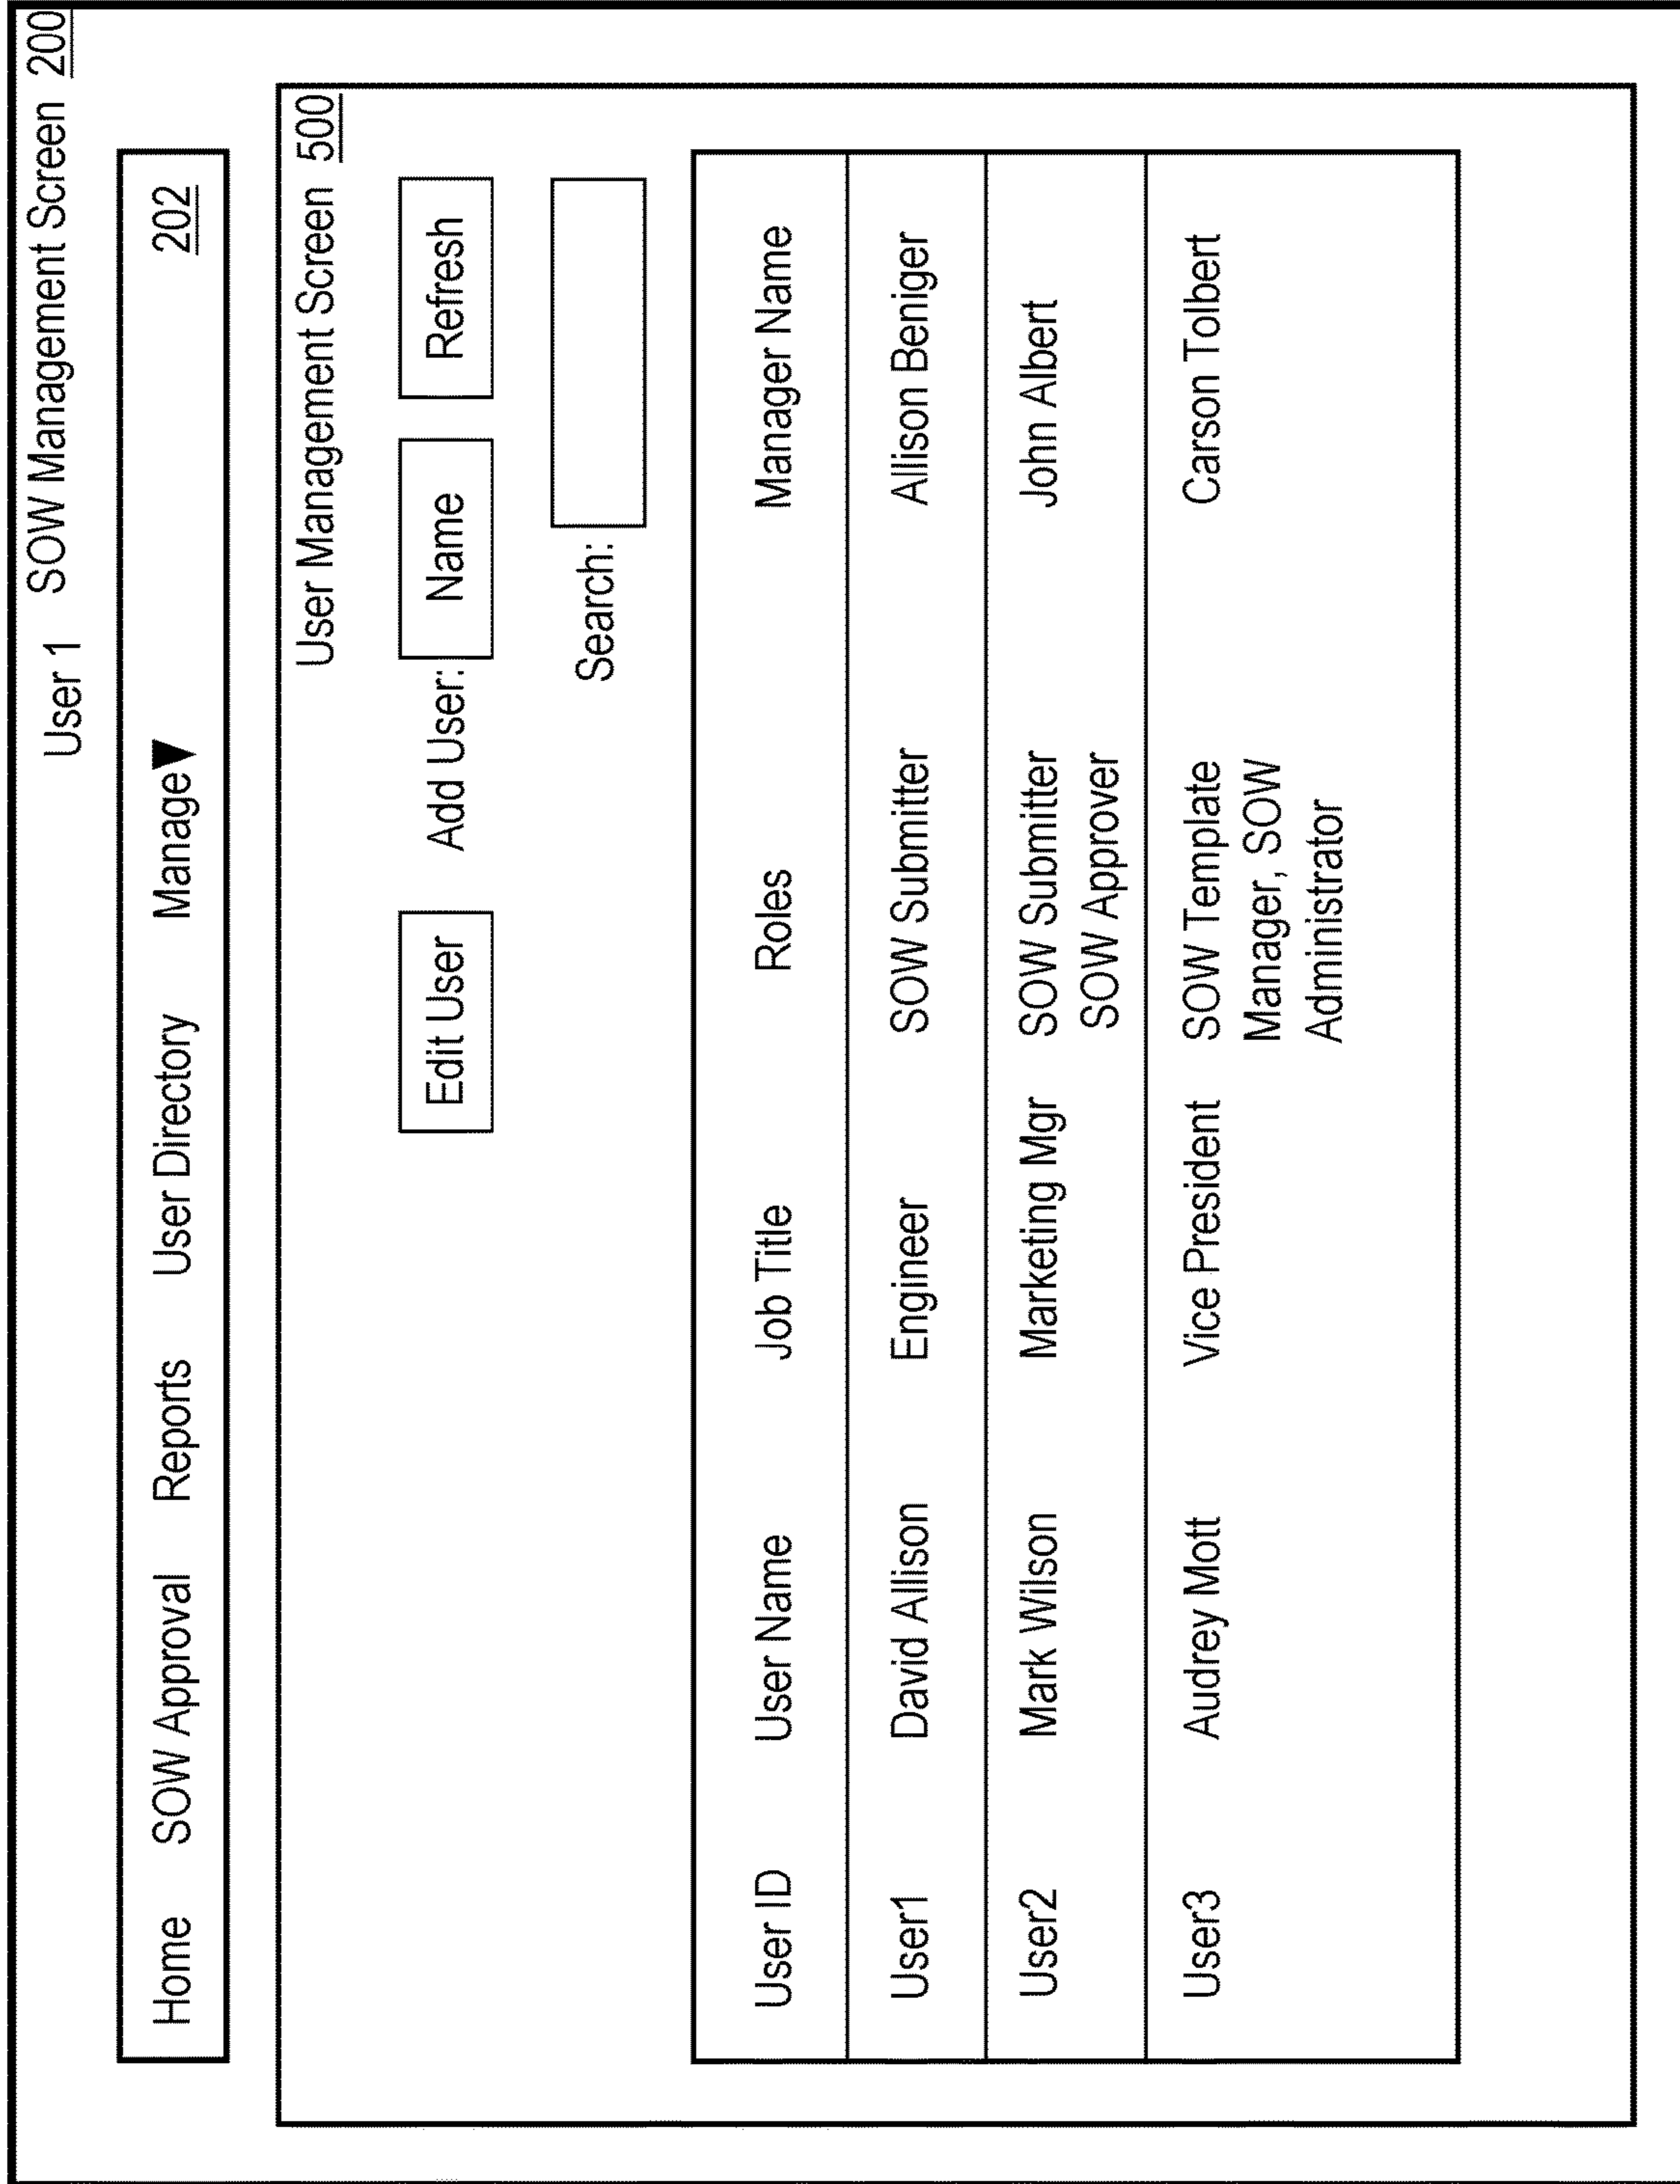 User 1 SOW Management Screen 200
Home SOW Approval Reports User Directory Manage▼ 202
User Management Screen 500
Edit User Add User: Name Refresh
Search:
User ID User Name Job Title Roles Manager Name
User1 David Allison Engineer SOW Submitter Allison Beniger
User2 Mark Wilson Marketing Mgr SOW Submitter John Albert
SOW Approver
User3 Audrey Mott Vice President SOW Template Carson Tolbert
Manager, SOW
Administrator